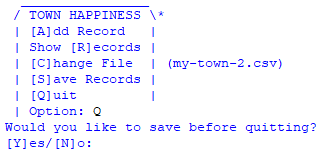 / TOWN HAPPINESS \*
| [A]dd Record |
| Show [R]ecords |
| [C]hange File | (my-town-2.csv)
| [S]ave Records |
| [Q]uit |
| Option: Q
Would you like to save before quitting?
[Y]es/[N]o: